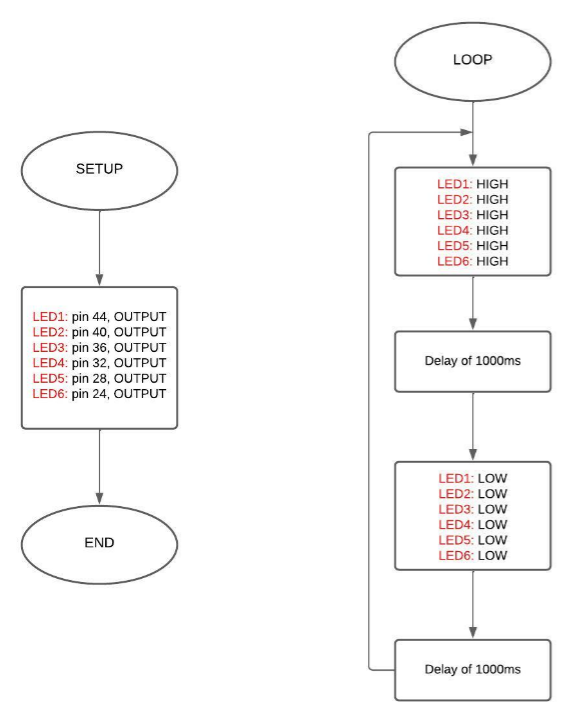 SETUP
LED1: pin 44, OUTPUT
LED2: pin 40, OUTPUT
LED3: pin 36, OUTPUT
LED4: pin 32, OUTPUT
LED5: pin 28, OUTPUT
LED6: pin 24, OUTPUT
END
LOOP
LED1: HIGH
LED2: HIGH
LED3: HIGH
LED4: HIGH
LED5: HIGH
LED6: HIGH
Delay of 1000ms
LED1: LOW
LED2: LOW
LED3: LOW
LED4: LOW
LED5: LOW
LED6: LOW
Delay of 1000ms